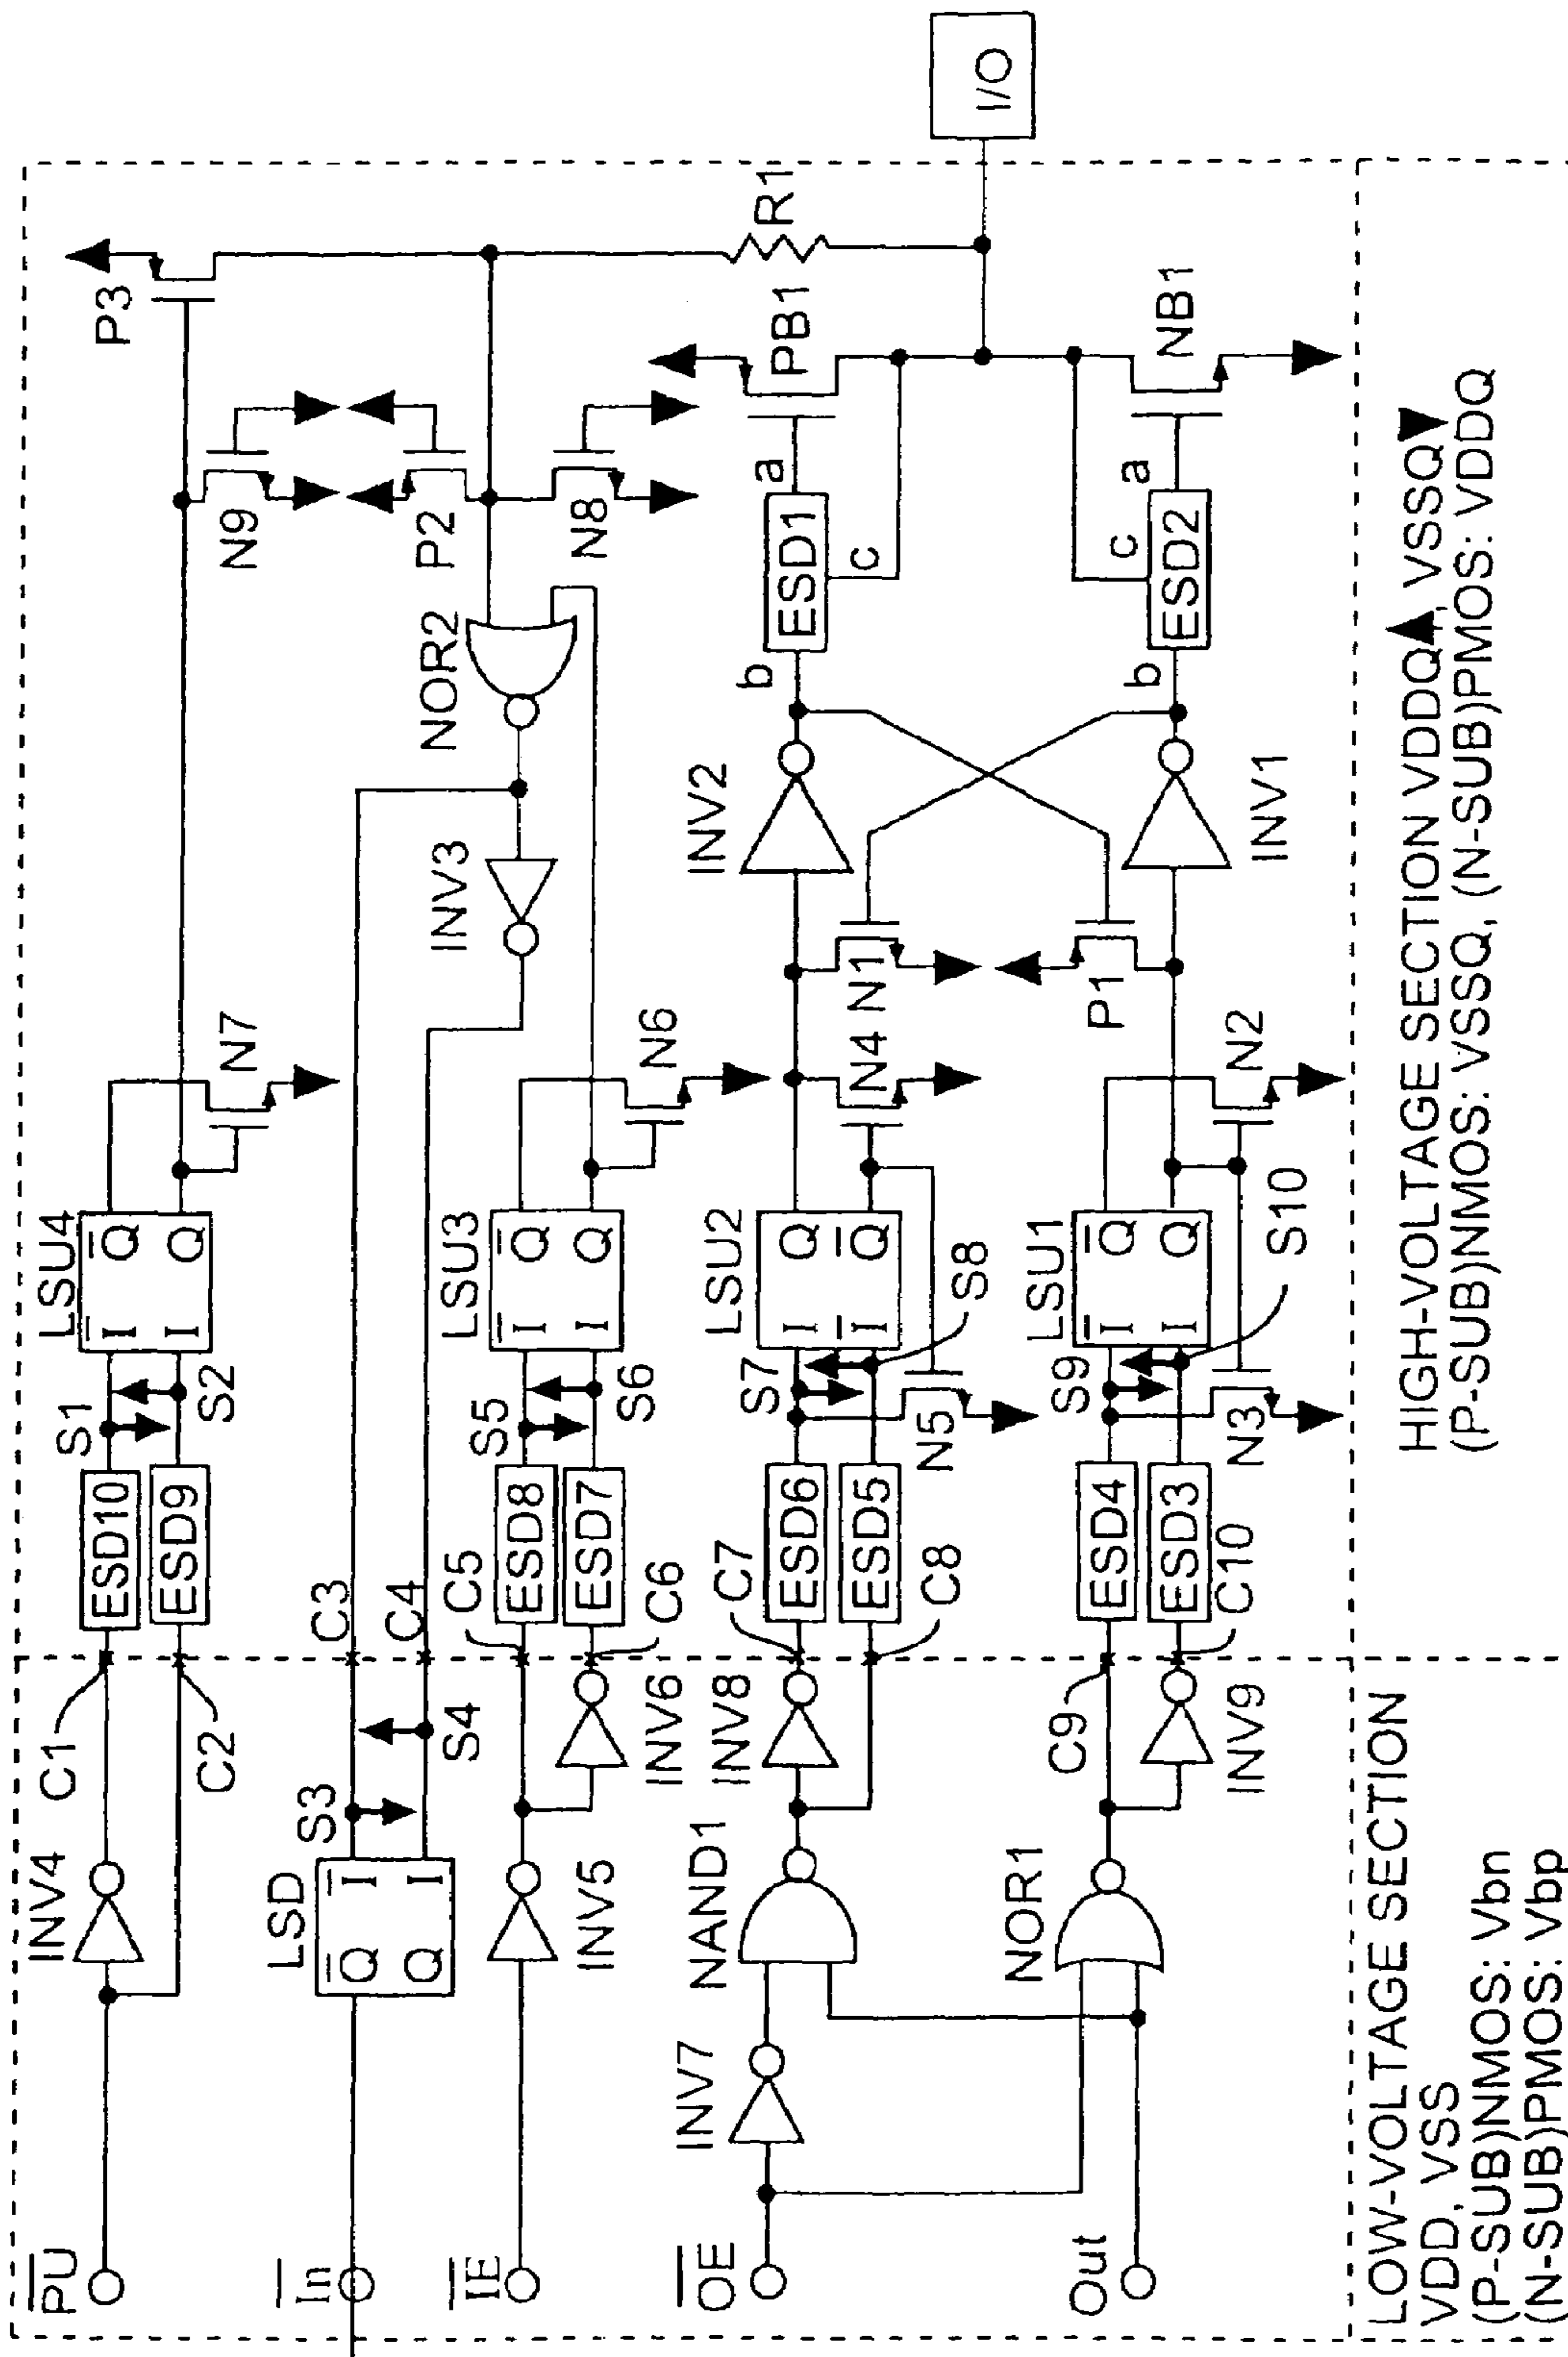 PU
In
IE
OE
Out
INV4
LSD
Q
Q
I
I
INV5
INV7
NAND1
NOR1
C1
C2
S3
S4
INV6
INV8
C9
INV9
C3
C4
C5
C6
C7
C8
C10
ESD10
ESD9
ESD8
ESD7
ESD6
ESD5
ESD4
ESD3
S1
S2
S5
S6
S7
S8
N5
S9
S10
N3
LSU4
I
I
Q
Q
LSU3
I
I
Q
Q
LSU2
I
I
Q
Q
LSU1
I
I
Q
Q
N7
N6
N4
N2
N1
P1
INV3
NOR2
INV2
INV1
b
b
ESD1
ESD2
c
c
a
a
N9
P2
N8
P3
R1
PB1
NB1
I/O
LOW-VOLTAGE SECTION
VDD, VSS
(P-SUB)NMOS: Vbn
(N-SUB)PMOS: Vbp
HIGH-VOLTAGE SECTION VDDQ, VSSQ
(P-SUB)NMOS: VSSQ, (N-SUB)PMOS: VDDQ